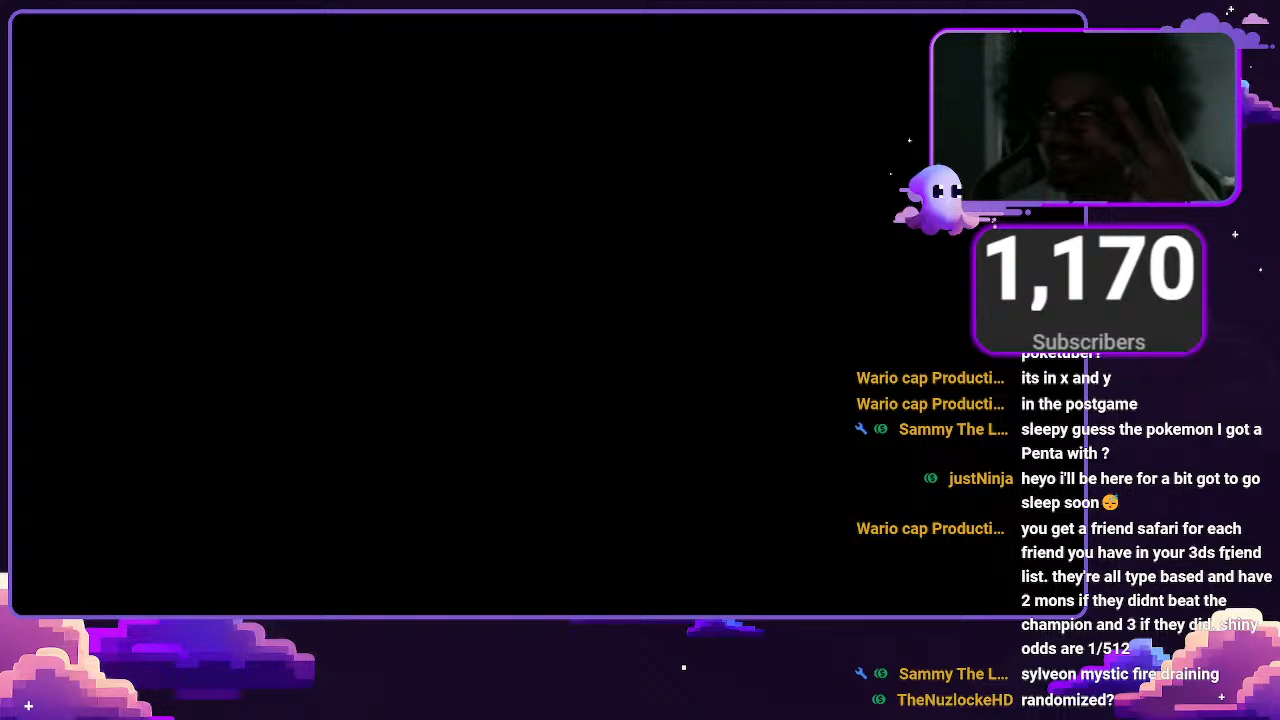 1,170
Subscribers
poketuber?
Wario cap Producti... its in x and y
Wario cap Producti... in the postgame
Sammy The L... sleepy guess the pokemon I got a
Penta with ?
justNinja heyo i'll be here for a bit got to go
sleep soon😴
Wario cap Producti... you get a friend safari for each
friend you have in your 3ds friend
list. they're all type based and have
2 mons if they didnt beat the
champion and 3 if they did. shiny
odds are 1/512
Sammy The L... sylveon mystic fire draining
TheNuzlockeHD randomized?